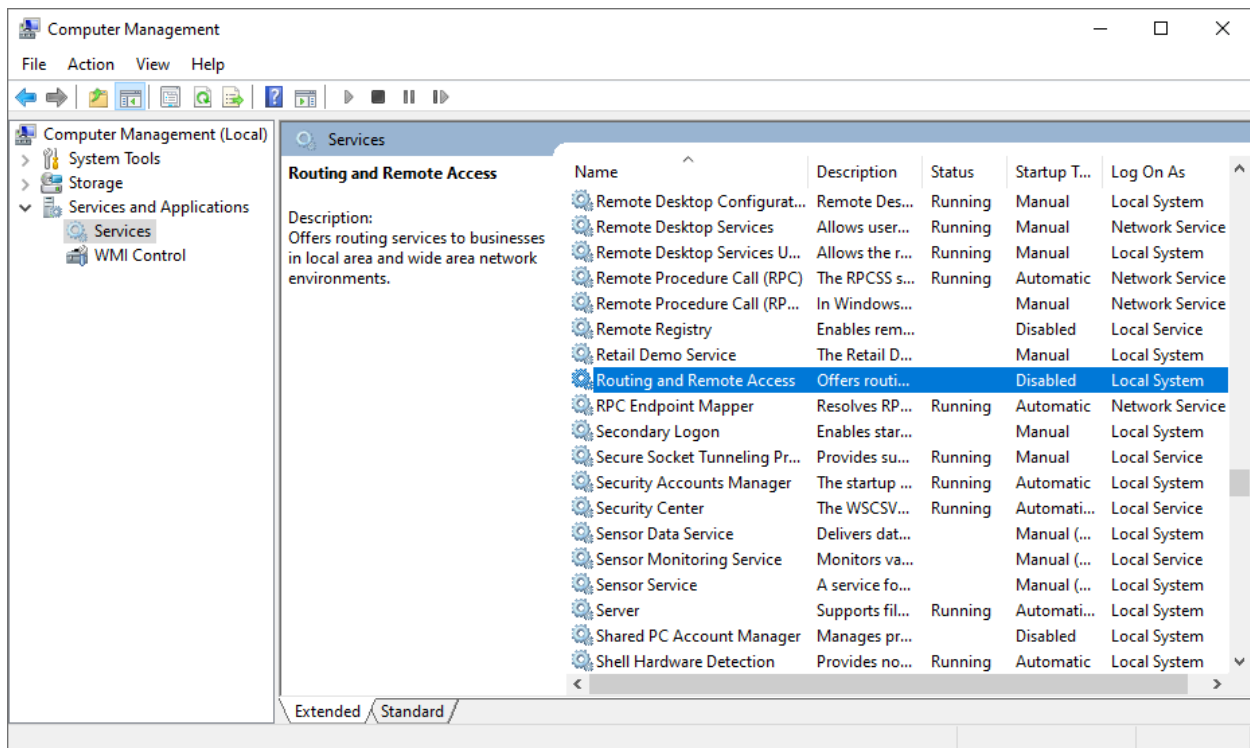 Computer Management
File Action View Help
Computer Management (Local)
System Tools
Storage
Services and Applications
Services
WMI Control
Services
Routing and Remote Access
Description:
Offers routing services to businesses
in local area and wide area network
environments.
Name Description Status Startup T... Log On As
Remote Desktop Configurat... Remote Des... Running Manual Local System
Remote Desktop Services Allows user... Running Manual Network Service
Remote Desktop Services U... Allows the r... Running Manual Local System
Remote Procedure Call (RPC) The RPCSS s... Running Automatic Network Service
Remote Procedure Call (RP... In Windows... Manual Network Service
Remote Registry Enables rem... Disabled Local Service
Retail Demo Service The Retail D... Manual Local System
Routing and Remote Access Offers routi... Disabled Local System
RPC Endpoint Mapper Resolves RP... Running Automatic Network Service
Secondary Logon Enables star... Manual Local System
Secure Socket Tunneling Pr... Provides su... Running Manual Local Service
Security Accounts Manager The startup ... Running Automatic Local System
Security Center The WSCSV... Running Automati... Local Service
Sensor Data Service Delivers dat... Manual (... Local System
Sensor Monitoring Service Monitors va... Manual (... Local Service
Sensor Service A service fo... Manual (... Local System
Server Supports fil... Running Automati... Local System
Shared PC Account Manager Manages pr... Disabled Local System
Shell Hardware Detection Provides no... Running Automatic Local System
Extended Standard